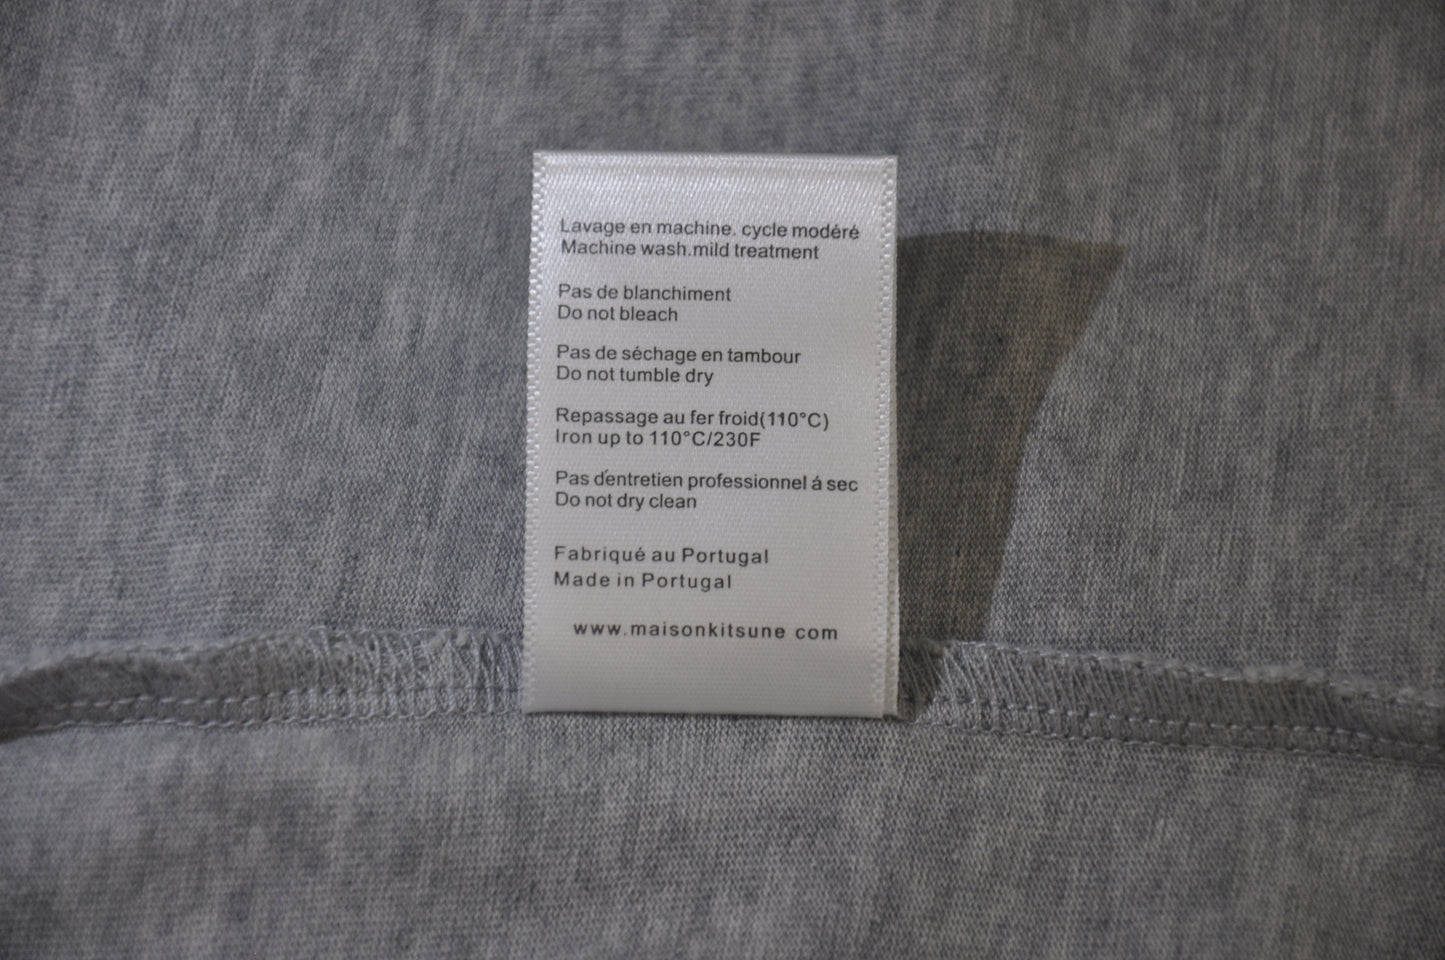 Lavage en machine. cycle modéré
Machine wash.mild treatment
Pas de blanchiment
Do not bleach
Pas de séchage en tambour
Do not tumble dry
Repassage au fer froid(110°C)
Iron up to 110°C/230F
Pas d'entretien professionnel á sec
Do not dry clean
Fabriqué au Portugal
Made in Portugal
www.maisonkitsune com